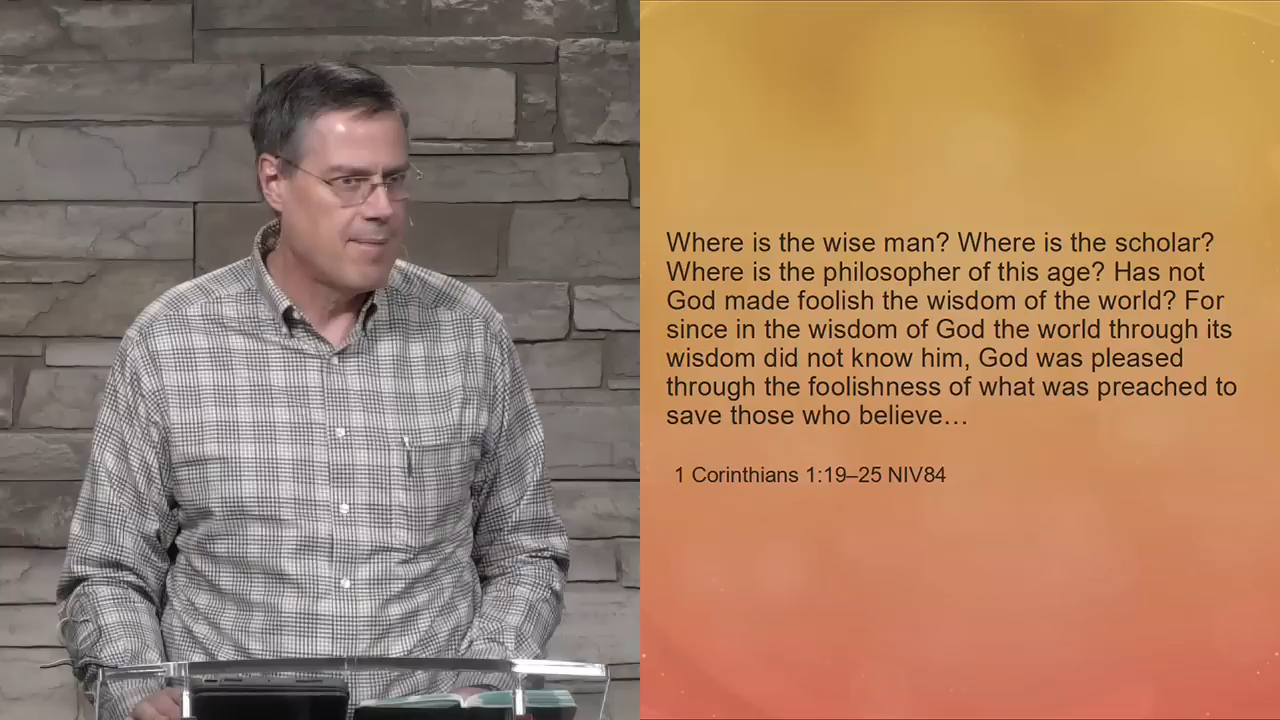 Where is the wise man? Where is the scholar?
Where is the philosopher of this age? Has not
God made foolish the wisdom of the world? For
since in the wisdom of God the world through its
wisdom did not know him, God was pleased
through the foolishness of what was preached to
save those who believe…
1 Corinthians 1:19–25 NIV84